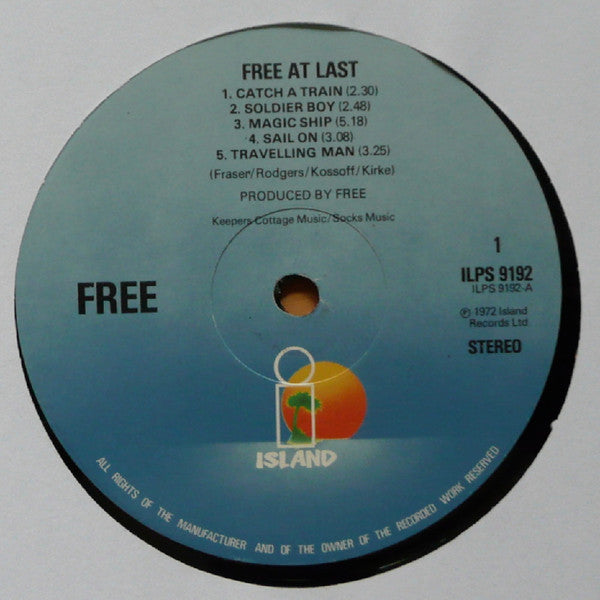 FREE AT LAST
1. CATCH A TRAIN (2.30)
2. SOLDIER BOY (2.48)
3. MAGIC SHIP (5.18)
4. SAIL ON (3.08)
5. TRAVELLING MAN (3.25)
(Fraser/Rodgers/Kossoff/Kirke)
PRODUCED BY FREE
Keepers Cottage Music/Socks Music
1
ILPS 9192
ILPS 9192-A
FREE
℗ 1972 Island
Records Ltd
STEREO
i
ISLAND
ALL RIGHTS OF THE MANUFACTURER AND OF THE OWNER OF THE RECORDED WORK RESERVED